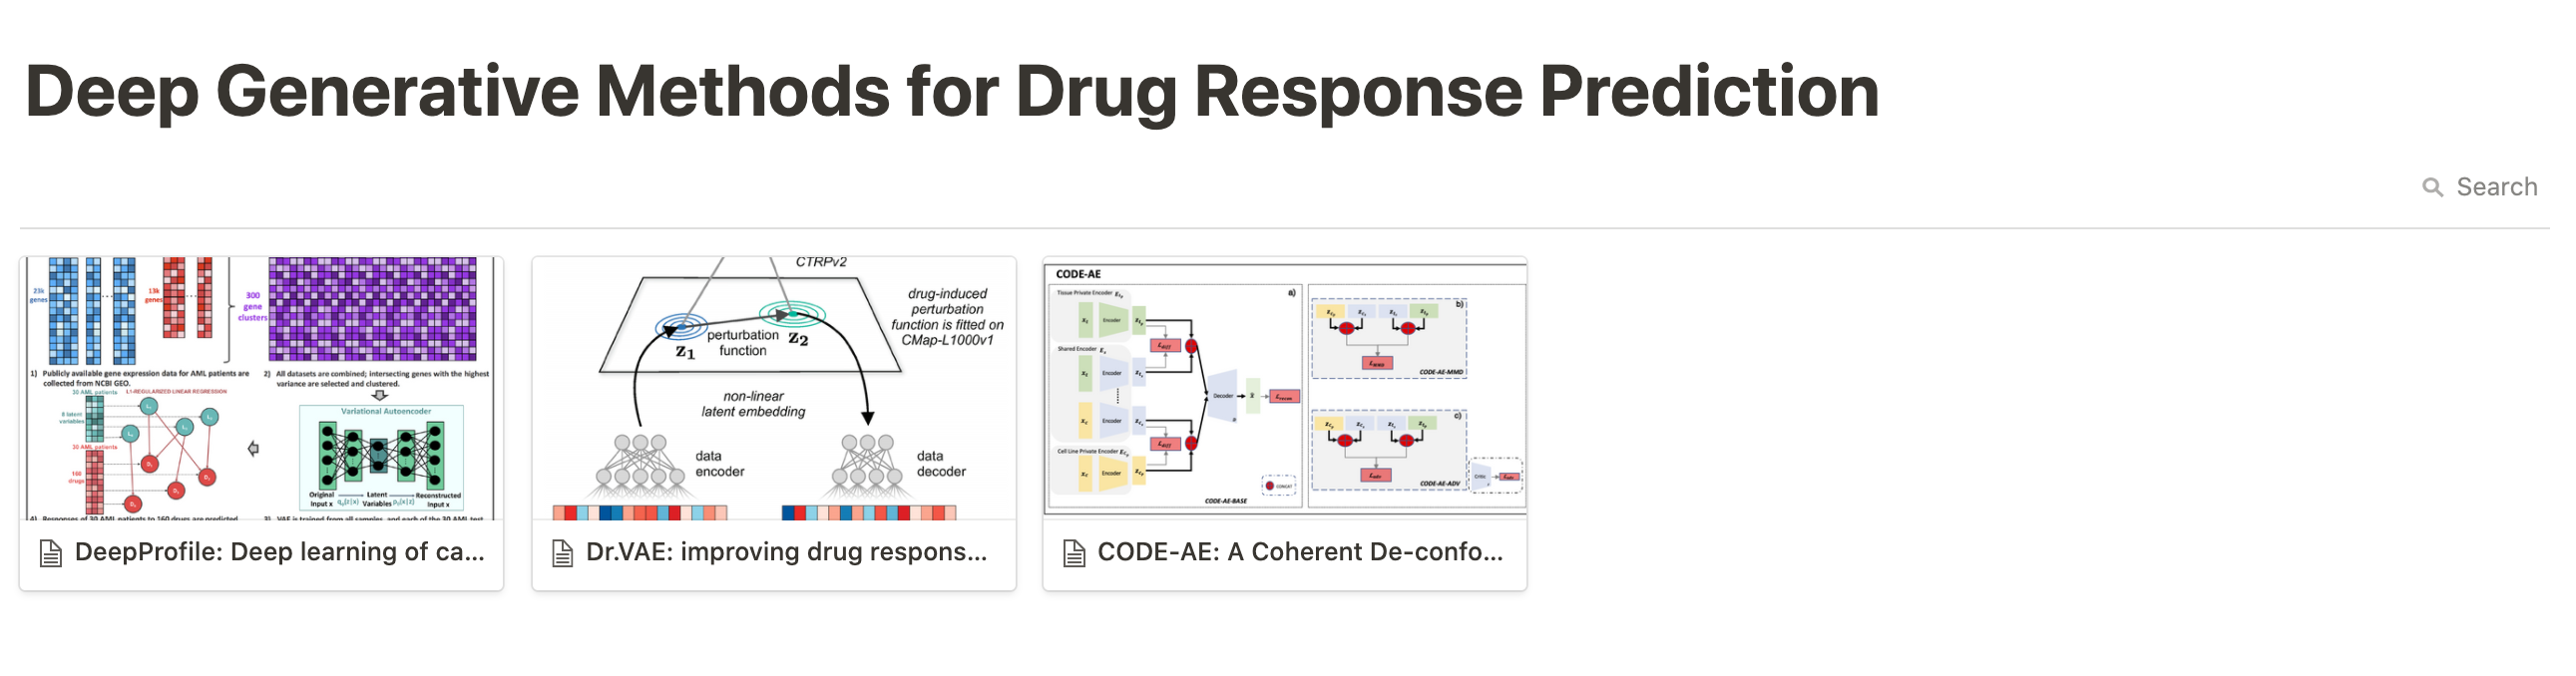 Deep Generative Methods for Drug Response Prediction
Search
23k
genes
13k
genes
300
gene
clusters
1) Publicly available gene expression data for AML patients are
collected from NCBI GEO.
2) All datasets are combined; intersecting genes with the highest
variance are selected and clustered.
30 AML patients
L1-REGULARIZED LINEAR REGRESSION
8 latent
variables
30 AML patients
160
drugs
Variational Autoencoder
Original
Input x
Latent
Variables
Reconstructed
Input x
4) Responses of 30 AML patients to 160 drugs are predicted
3) VAE is trained from all samples, and each of the 30 AML test
DeepProfile: Deep learning of ca...
CTRPv2
drug-induced
perturbation
function is fitted on
CMap-L1000v1
z1
perturbation
function
z2
non-linear
latent embedding
data
encoder
data
decoder
Dr.VAE: improving drug respons...
CODE-AE
a)
Tissue Private Encoder
Encoder
Shared Encoder
Encoder
Encoder
Cell Line Private Encoder
Encoder
Decoder
CONCAT
CODE-AE-BASE
b)
CODE-AE-MMD
c)
CODE-AE-ADV
Critic
CODE-AE: A Coherent De-confo...